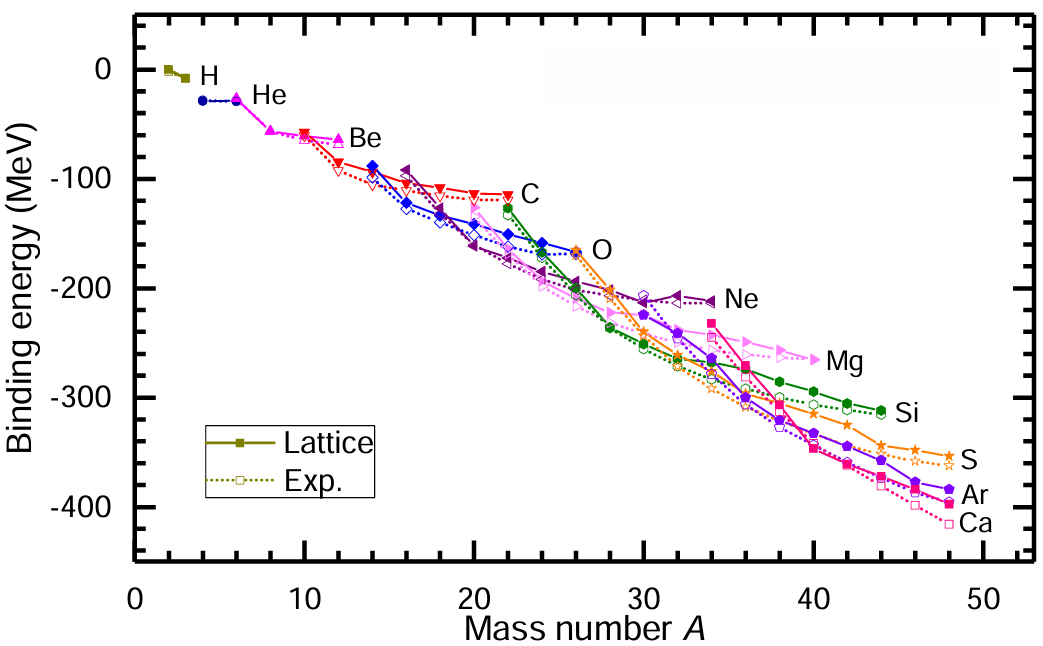 Binding energy (MeV)
0
-100
-200
-300
-400
H
He
Be
C
O
Ne
Mg
Si
S
Ar
Ca
Lattice
Exp.
0
10
20
30
40
50
Mass number A